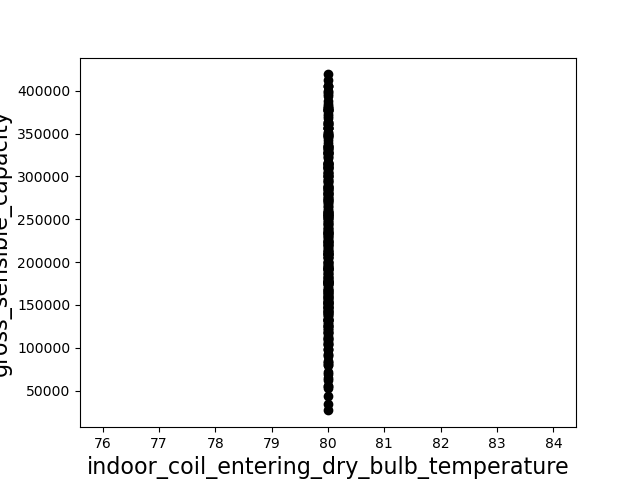 400000
350000
300000
250000
200000
150000
100000
50000
gross_sensible_capacity
76 77 78 79 80 81 82 83 84
indoor_coil_entering_dry_bulb_temperature